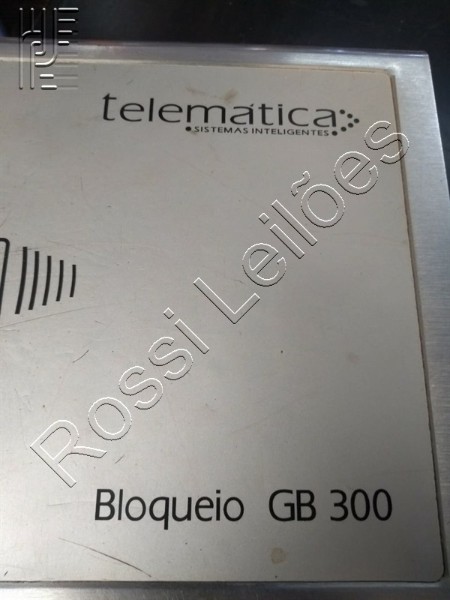 telemática
SISTEMAS INTELIGENTES
Rossi Leilões
Bloqueio GB 300